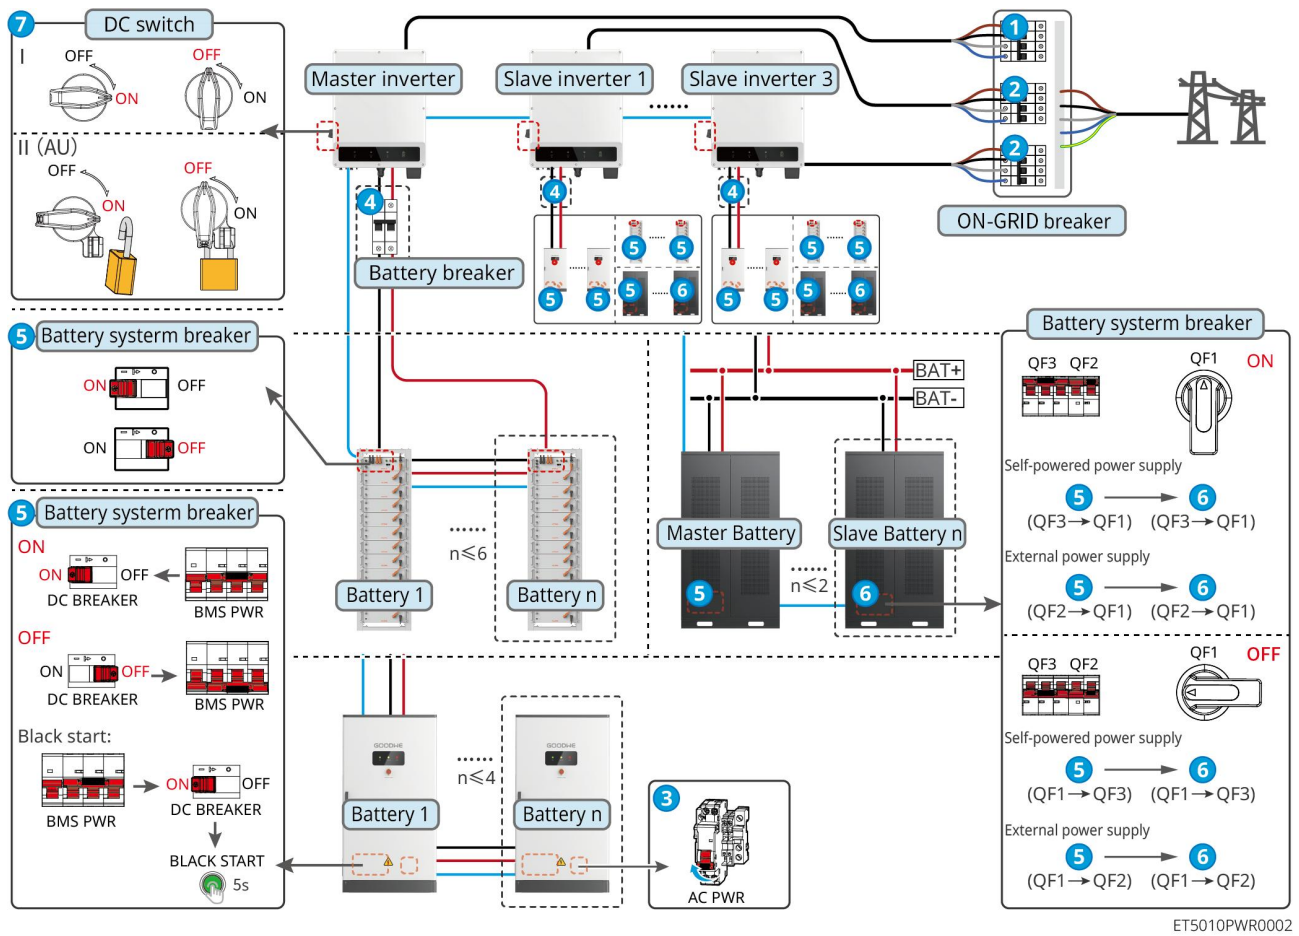 7
DC switch
I
OFF
ON
OFF
ON
II (AU)
OFF
ON
OFF
ON
Master inverter
Slave inverter 1
Slave inverter 3
......
1
2
2
ON-GRID breaker
4
Battery breaker
4
4
5
5
5
5
5
6
5
5
5
5
5
6
5
Battery systerm breaker
ON
OFF
ON
OFF
5
Battery systerm breaker
ON
ON
OFF
DC BREAKER
BMS PWR
OFF
ON
OFF
DC BREAKER
BMS PWR
Black start:
BMS PWR
ON
OFF
DC BREAKER
BLACK START
5s
Battery 1
......
n≤6
Battery n
BAT+
BAT-
Master Battery
Slave Battery n
......
n≤2
5
6
GOODWE
Battery 1
......
n≤4
GOODWE
Battery n
3
AC PWR
Battery systerm breaker
QF3 QF2
QF1
ON
Self-powered power supply
5
6
(QF3→QF1) (QF3→QF1)
External power supply
5
6
(QF2→QF1) (QF2→QF1)
QF3 QF2
QF1
OFF
Self-powered power supply
5
6
(QF1→QF3) (QF1→QF3)
External power supply
5
6
(QF1→QF2) (QF1→QF2)
ET5010PWR0002